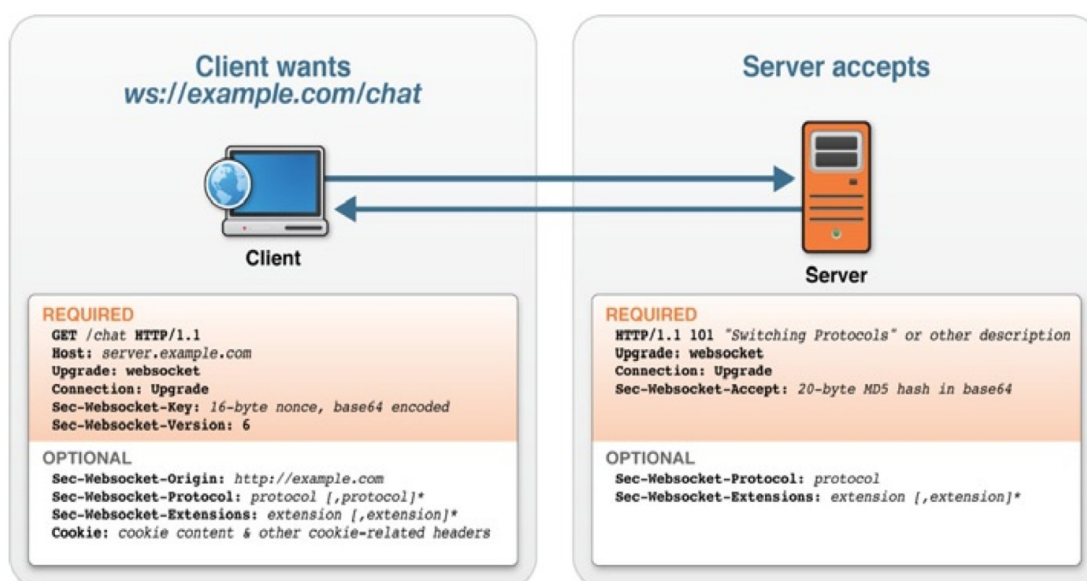 Client wants
ws://example.com/chat
Client
REQUIRED
GET /chat HTTP/1.1
Host: server.example.com
Upgrade: websocket
Connection: Upgrade
Sec-Websocket-Key: 16-byte nonce, base64 encoded
Sec-Websocket-Version: 6
OPTIONAL
Sec-Websocket-Origin: http://example.com
Sec-Websocket-Protocol: protocol [,protocol]*
Sec-Websocket-Extensions: extension [,extension]*
Cookie: cookie content & other cookie-related headers
Server accepts
Server
REQUIRED
HTTP/1.1 101 "Switching Protocols" or other description
Upgrade: websocket
Connection: Upgrade
Sec-Websocket-Accept: 20-byte MD5 hash in base64
OPTIONAL
Sec-Websocket-Protocol: protocol
Sec-Websocket-Extensions: extension [,extension]*